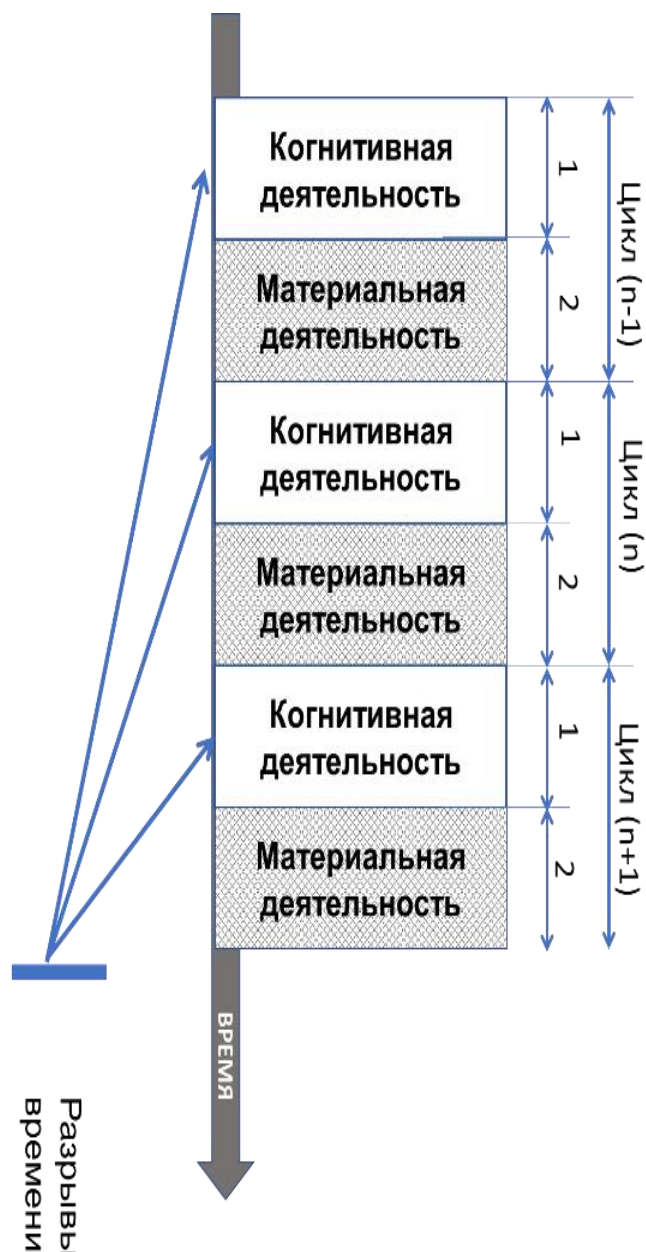 Когнитивная
деятельность
1
Цикл (n-1)
Материальная
деятельность
2
Когнитивная
деятельность
1
Цикл (n)
Материальная
деятельность
2
Когнитивная
деятельность
1
Цикл (n+1)
Материальная
деятельность
2
ВРЕМЯ
Разрывы
времени